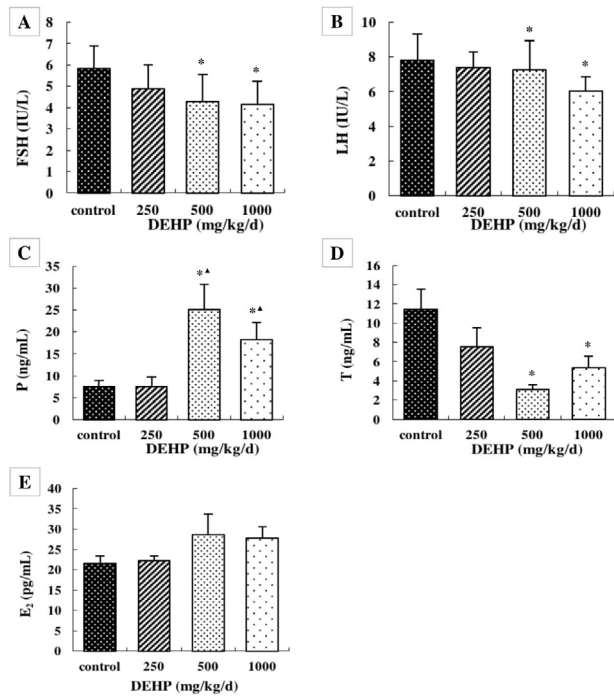 A
FSH (IU/L)
8
7
6
5
4
3
2
1
0
* *
control 250 500 1000
DEHP (mg/kg/d)
B
LH (IU/L)
10
8
6
4
2
0
* *
control 250 500 1000
DEHP (mg/kg/d)
C
P (ng/mL)
35
30
25
20
15
10
5
0
*▲ *▲
control 250 500 1000
DEHP (mg/kg/d)
D
T (ng/mL)
16
14
12
10
8
6
4
2
0
* *
control 250 500 1000
DEHP (mg/kg/d)
E
E₂ (pg/mL)
40
35
30
25
20
15
10
5
0
control 250 500 1000
DEHP (mg/kg/d)